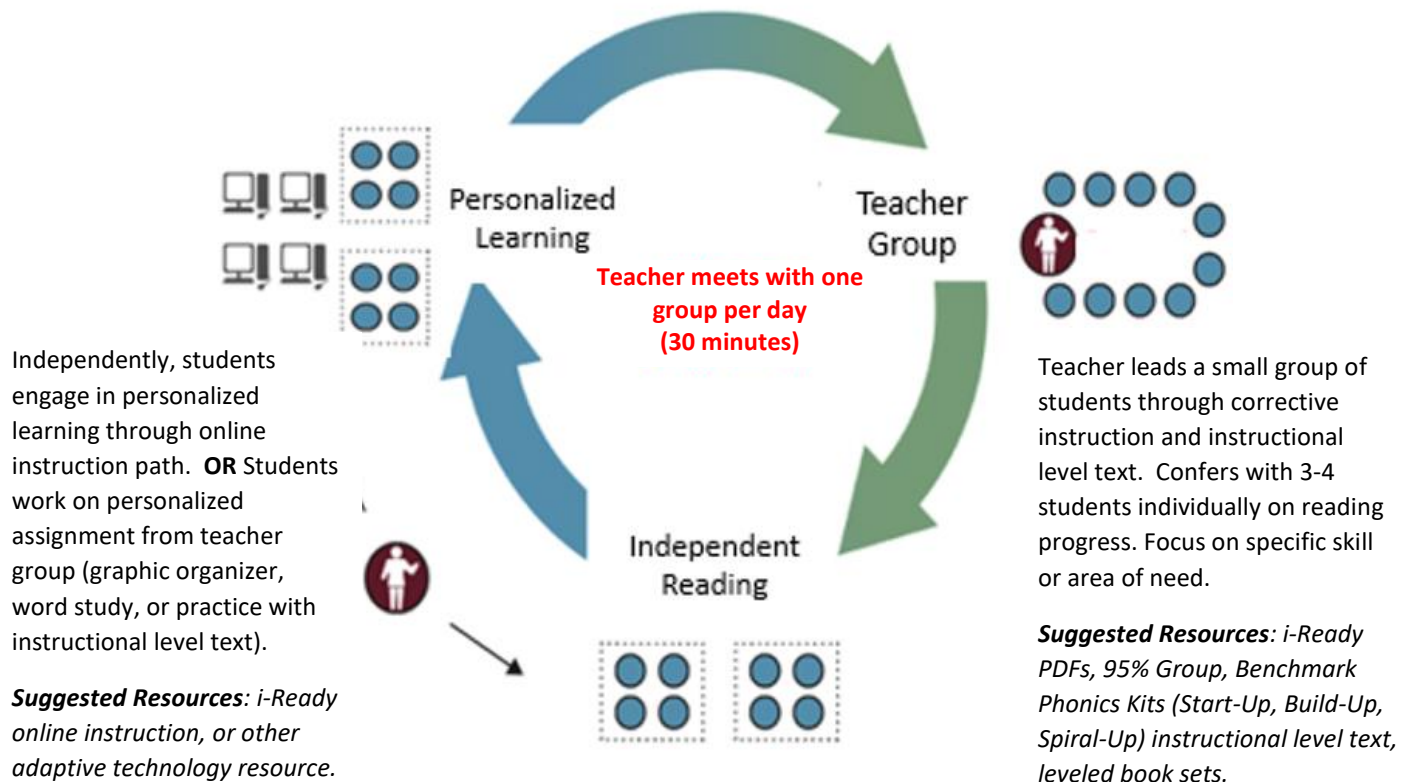 Personalized
Learning
Teacher
Group
Teacher meets with one
group per day
(30 minutes)
Independent
Reading
Independently, students
engage in personalized
learning through online
instruction path.  OR Students
work on personalized
assignment from teacher
group (graphic organizer,
word study, or practice with
instructional level text).
Suggested Resources: i-Ready
online instruction, or other
adaptive technology resource.
Teacher leads a small group of
students through corrective
instruction and instructional
level text.  Confers with 3-4
students individually on reading
progress. Focus on specific skill
or area of need.
Suggested Resources: i-Ready
PDFs, 95% Group, Benchmark
Phonics Kits (Start-Up, Build-Up,
Spiral-Up) instructional level text,
leveled book sets.